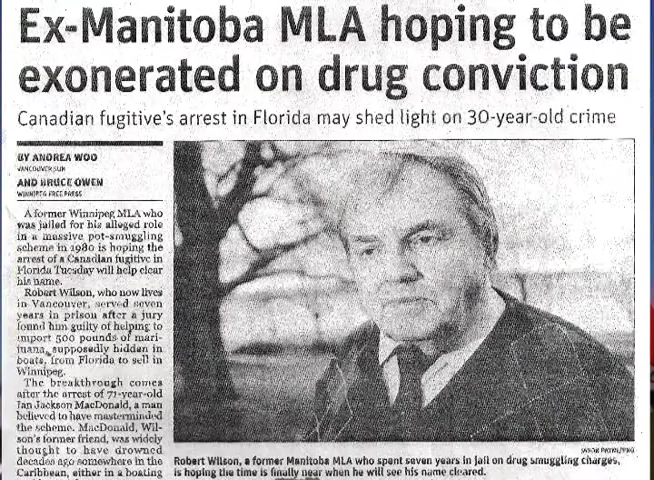 Ex-Manitoba MLA hoping to be
exonerated on drug conviction
Canadian fugitive's arrest in Florida may shed light on 30-year-old crime
BY ANDREA WOO
VANCOUVER SUN
AND BRUCE OWEN
WINNIPEG FREE PRESS
A former Winnipeg MLA who
was jailed for his alleged role
in a massive pot-smuggling
scheme in 1980 is hoping the
arrest of a Canadian fugitive in
Florida Tuesday will help clear
his name.
Robert Wilson, who now lives
in Vancouver, served seven
years in prison after a jury
found him guilty of helping to
import 500 pounds of mari-
juana, supposedly hidden in
boats, from Florida to sell in
Winnipeg.
The breakthrough comes
after the arrest of 71-year-old
Ian Jackson MacDonald, a man
believed to have masterminded
the scheme. MacDonald, Wil-
son's former friend, was widely
thought to have drowned
decades ago somewhere in the
Caribbean, either in a boating
Robert Wilson, a former Manitoba MLA who spent seven years in jail on drug smuggling charges,
is hoping the time is finally near when he will see his name cleared.